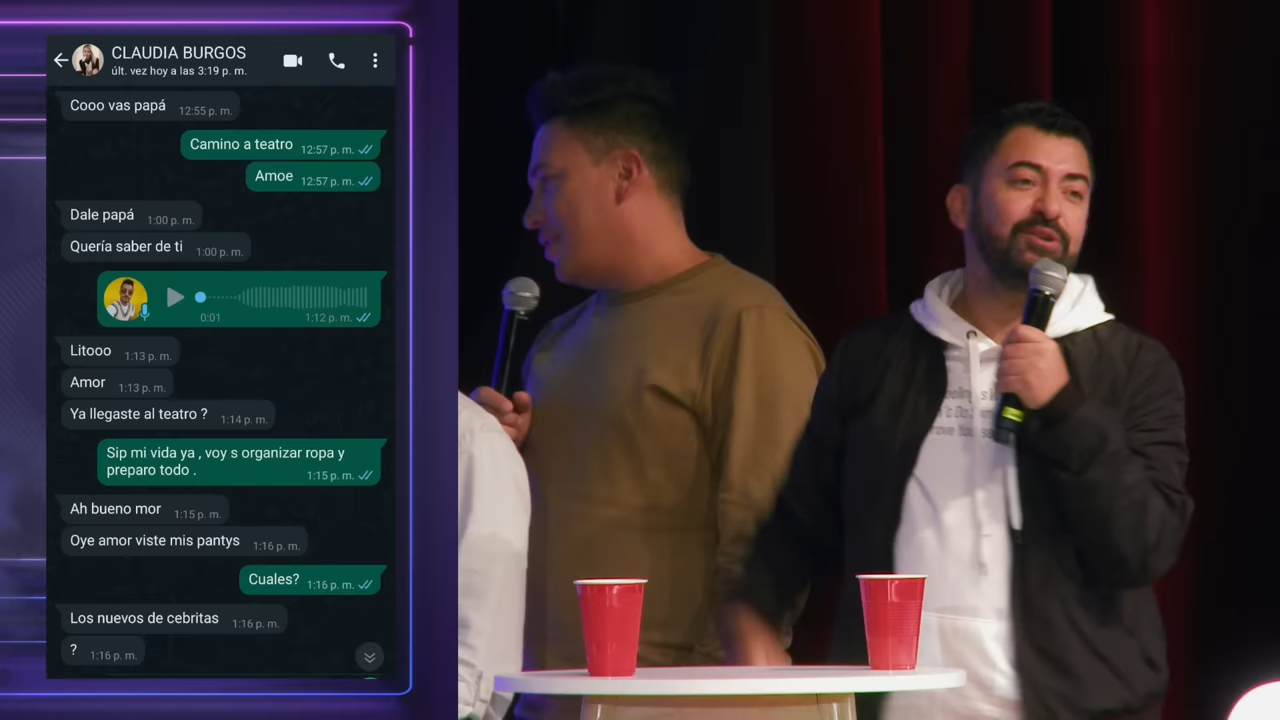 CLAUDIA BURGOS
últ. vez hoy a las 3:19 p. m.
Cooo vas papá 12:55 p. m.
Camino a teatro 12:57 p. m.
Amoe 12:57 p. m.
Dale papá 1:00 p. m.
Quería saber de ti 1:00 p. m.
0:01 1:12 p. m.
Litooo 1:13 p. m.
Amor 1:13 p. m.
Ya llegaste al teatro ? 1:14 p. m.
Sip mi vida ya , voy s organizar ropa y
preparo todo . 1:15 p. m.
Ah bueno mor 1:15 p. m.
Oye amor viste mis pantys 1:16 p. m.
Cuales? 1:16 p. m.
Los nuevos de cebritas 1:16 p. m.
? 1:16 p. m.